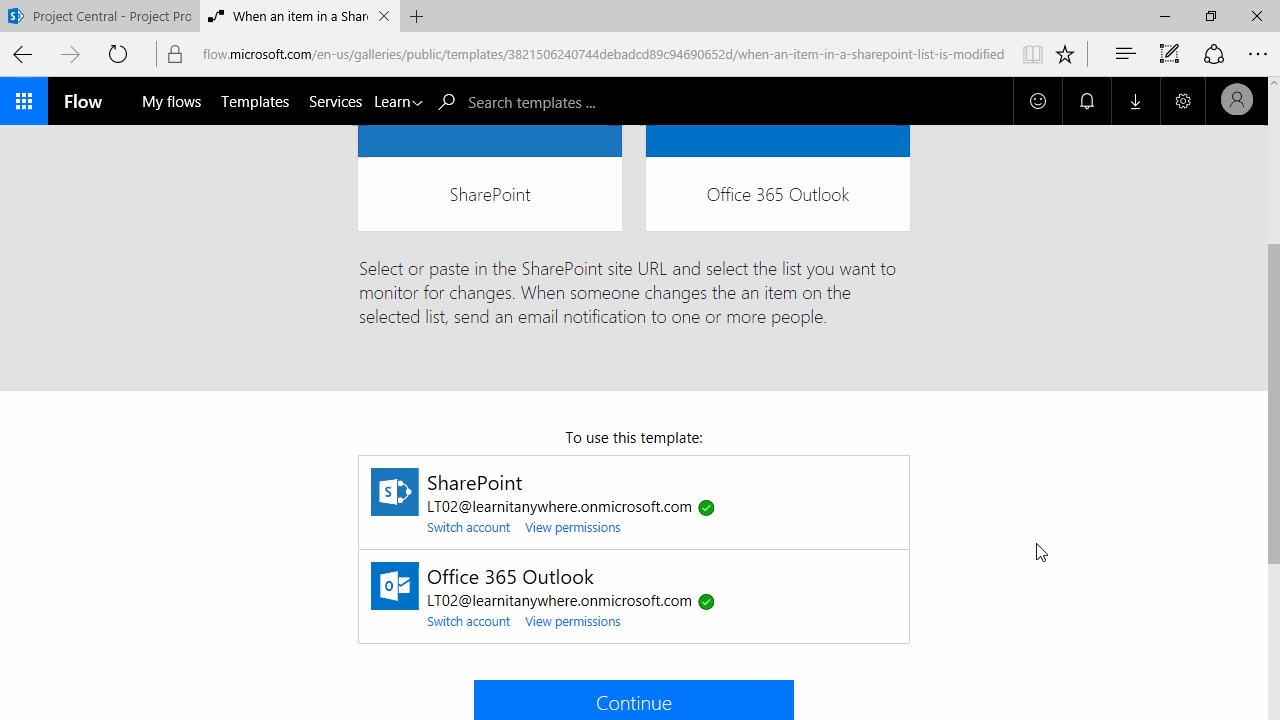 Project Central - Project Pro
When an item in a Shar
flow.microsoft.com/en-us/galleries/public/templates/3821506240744debadcd89c94690652d/when-an-item-in-a-sharepoint-list-is-modified
Flow My flows Templates Services Learn Search templates ...
SharePoint Office 365 Outlook
Select or paste in the SharePoint site URL and select the list you want to
monitor for changes. When someone changes the an item on the
selected list, send an email notification to one or more people.
To use this template:
SharePoint
LT02@learnitanywhere.onmicrosoft.com
Switch account View permissions
Office 365 Outlook
LT02@learnitanywhere.onmicrosoft.com
Switch account View permissions
Continue